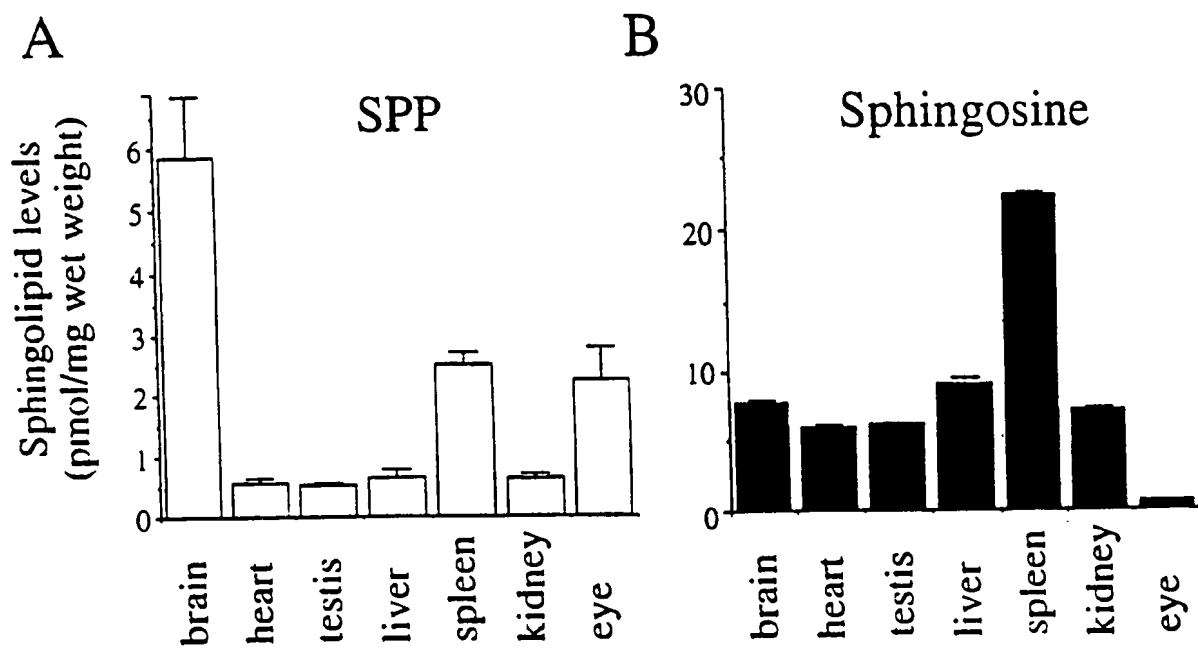 A
B
SPP
Sphingosine
Sphingolipid levels
(pmol/mg wet weight)
6
5
4
3
2
1
0
30
20
10
0
brain
heart
testis
liver
spleen
kidney
eye
brain
heart
testis
liver
spleen
kidney
eye